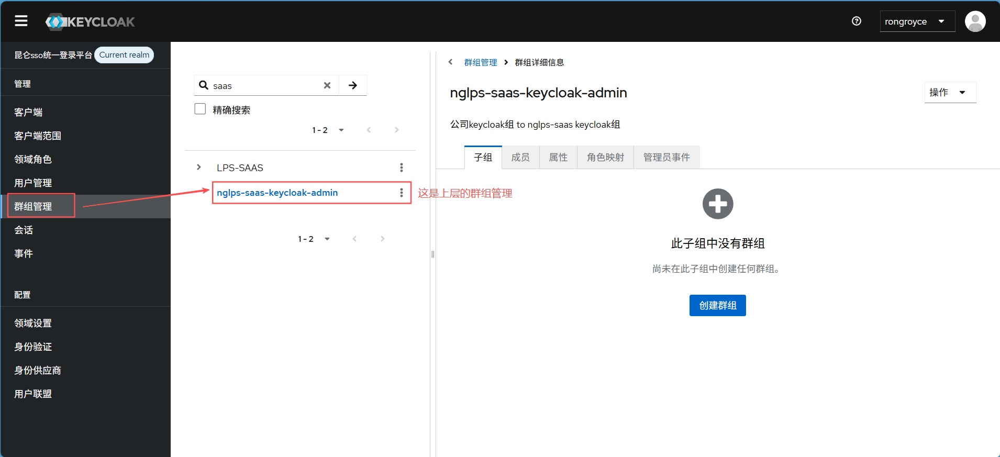 KEYCLOAK
rongroyce
昆仑sso统一登录平台 Current realm
管理
客户端
客户端范围
领域角色
用户管理
群组管理
会话
事件
配置
领域设置
身份验证
身份供应商
用户联盟
saas
精确搜索
1 - 2
LPS-SAAS
nglps-saas-keycloak-admin
这是上层的群组管理
1 - 2
群组管理 > 群组详细信息
nglps-saas-keycloak-admin
操作
公司keycloak组 to nglps-saas keycloak组
子组 成员 属性 角色映射 管理员事件
此子组中没有群组
尚未在此子组中创建任何群组。
创建群组